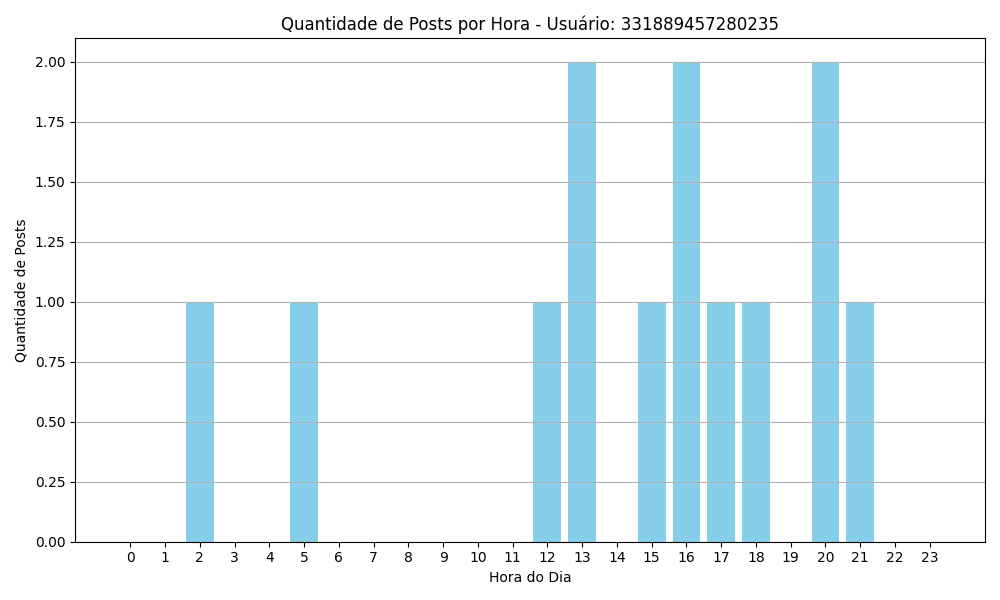 Quantidade de Posts por Hora - Usuário: 331889457280235
Quantidade de Posts
2.00
1.75
1.50
1.25
1.00
0.75
0.50
0.25
0.00
0 1 2 3 4 5 6 7 8 9 10 11 12 13 14 15 16 17 18 19 20 21 22 23
Hora do Dia